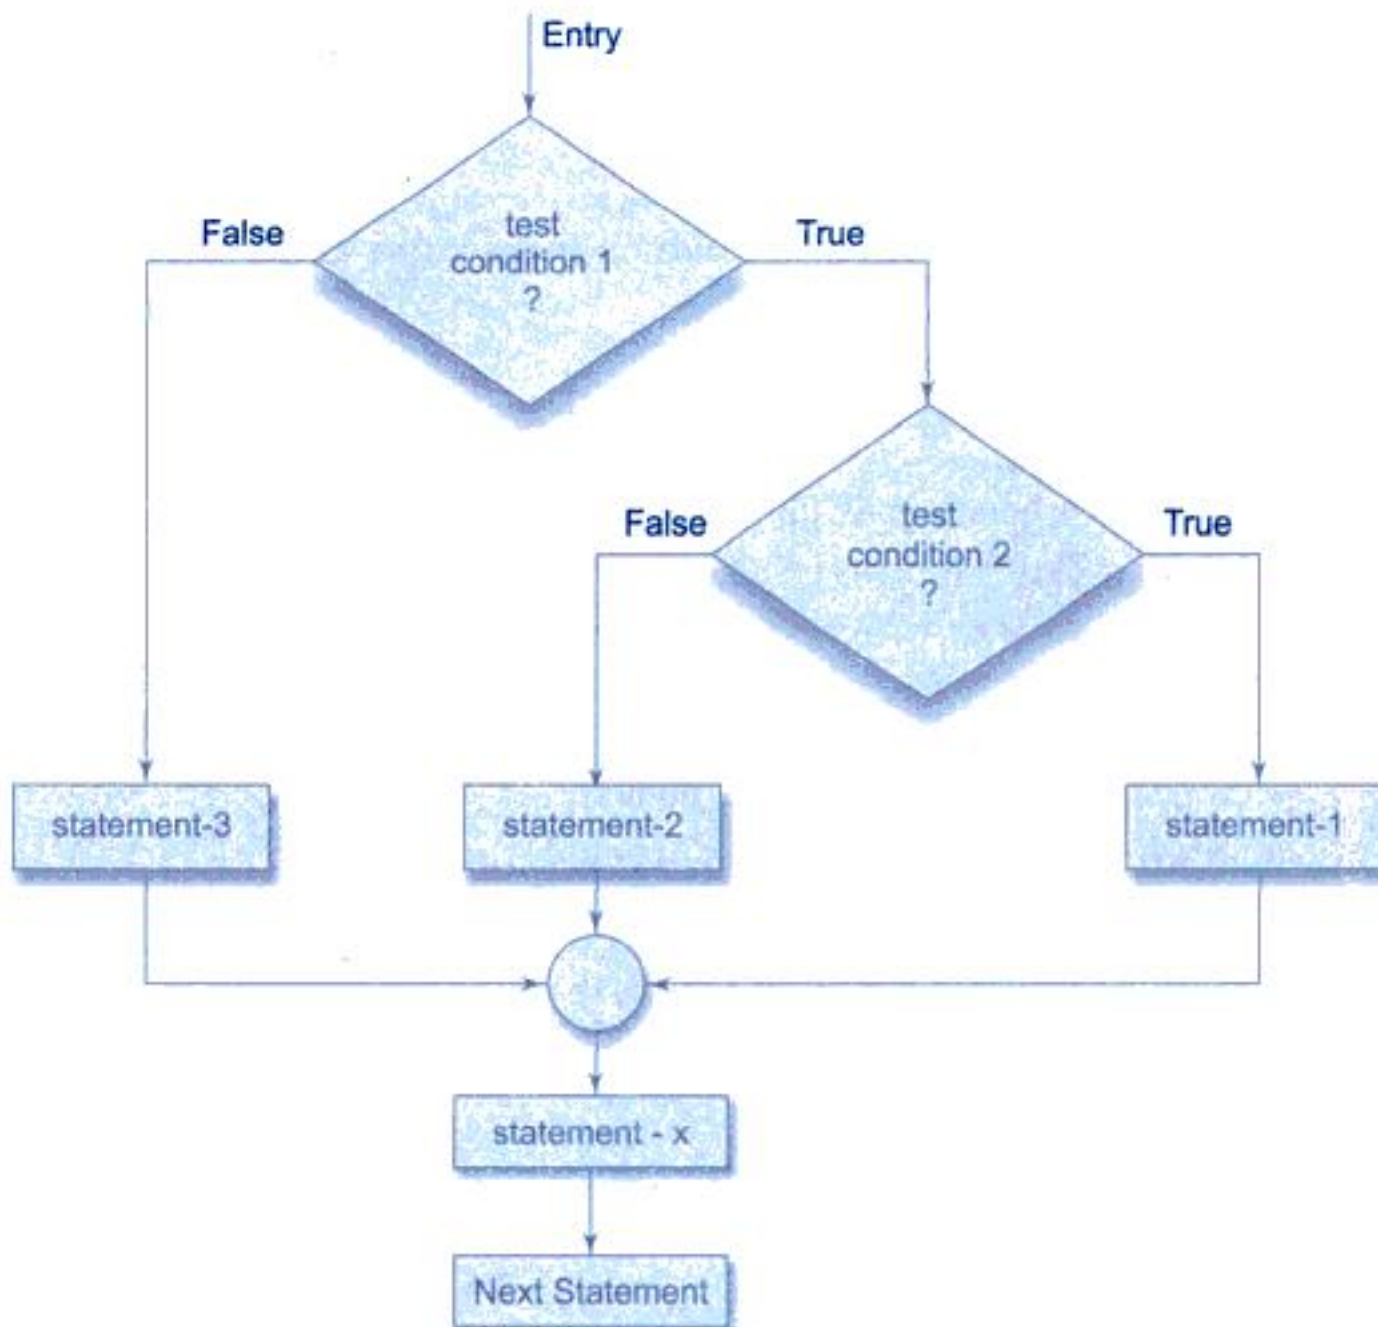 Entry
False
True
test
condition 1
?
False
True
test
condition 2
?
statement-3
statement-2
statement-1
statement - x
Next Statement